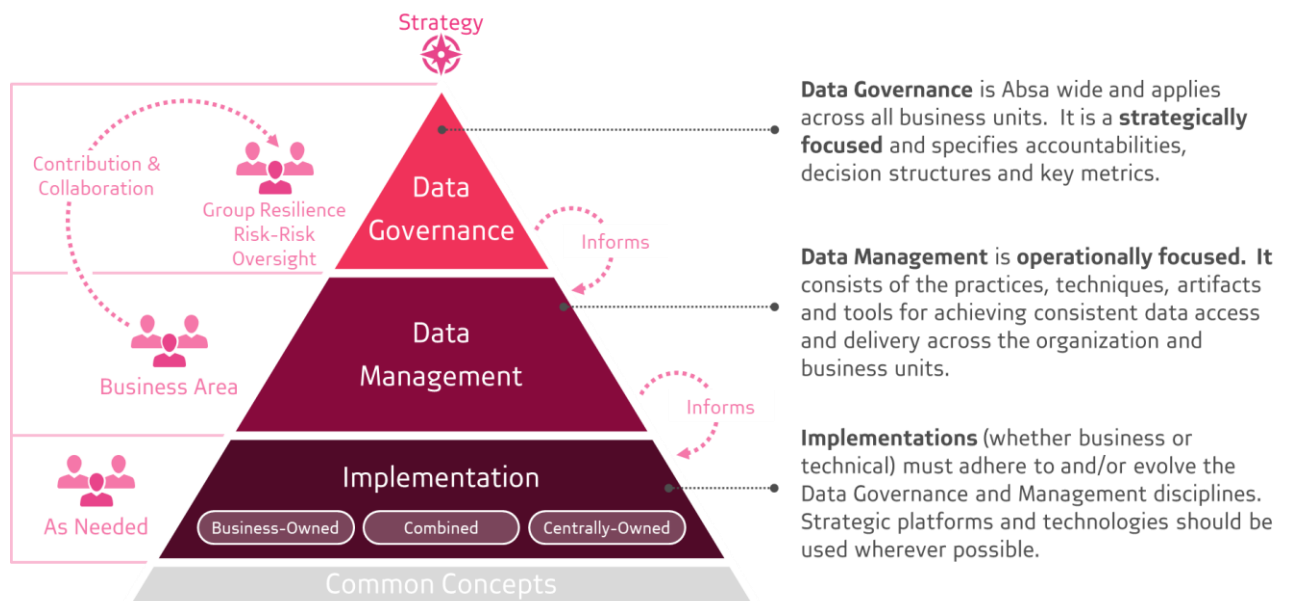 Strategy
Contribution &
Collaboration
Group Resilience
Risk-Risk
Oversight
Data
Governance
Informs
Data Governance is Absa wide and applies
across all business units. It is a strategically
focused and specifies accountabilities,
decision structures and key metrics.
Business Area
Data
Management
Informs
Data Management is operationally focused. It
consists of the practices, techniques, artifacts
and tools for achieving consistent data access
and delivery across the organization and
business units.
As Needed
Implementation
Business-Owned
Combined
Centrally-Owned
Implementations (whether business or
technical) must adhere to and/or evolve the
Data Governance and Management disciplines.
Strategic platforms and technologies should be
used wherever possible.
Common Concepts